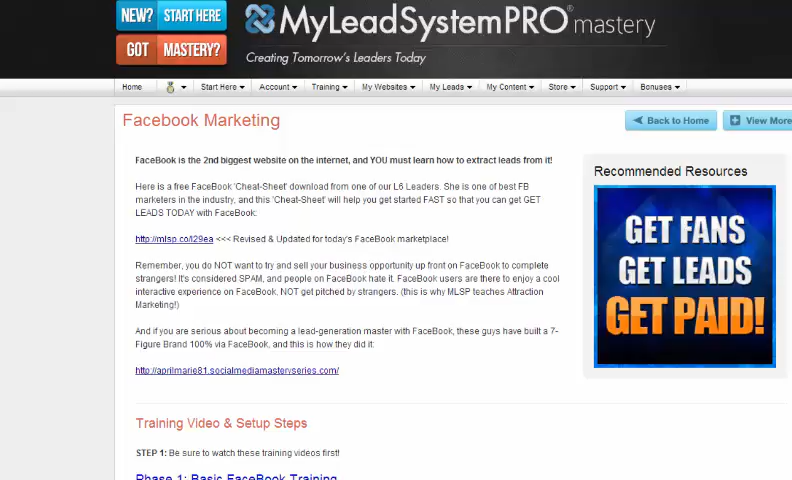 NEW? START HERE
GOT MASTERY?
MyLeadSystemPRO® mastery
Creating Tomorrow's Leaders Today
Home Start Here Account Training My Websites My Leads My Content Store Support Bonuses
Facebook Marketing
Back to Home View More
FaceBook is the 2nd biggest website on the internet, and YOU must learn how to extract leads from it!
Here is a free FaceBook 'Cheat-Sheet' download from one of our L6 Leaders. She is one of best FB
marketers in the industry, and this 'Cheat-Sheet' will help you get started FAST so that you can get GET
LEADS TODAY with FaceBook:
http://mlsp.co/l29ea <<< Revised & Updated for today's FaceBook marketplace!
Remember, you do NOT want to try and sell your business opportunity up front on FaceBook to complete
strangers! It's considered SPAM, and people on FaceBook hate it. FaceBook users are there to enjoy a cool
interactive experience on FaceBook, NOT get pitched by strangers. (this is why MLSP teaches Attraction
Marketing!)
And if you are serious about becoming a lead-generation master with FaceBook, these guys have built a 7-
Figure Brand 100% via FaceBook, and this is how they did it:
http://aprilmarie81.socialmediamasteryseries.com/
Recommended Resources
GET FANS
GET LEADS
GET PAID!
Training Video & Setup Steps
STEP 1: Be sure to watch these training videos first!
Phase 1: Basic FaceBook Training